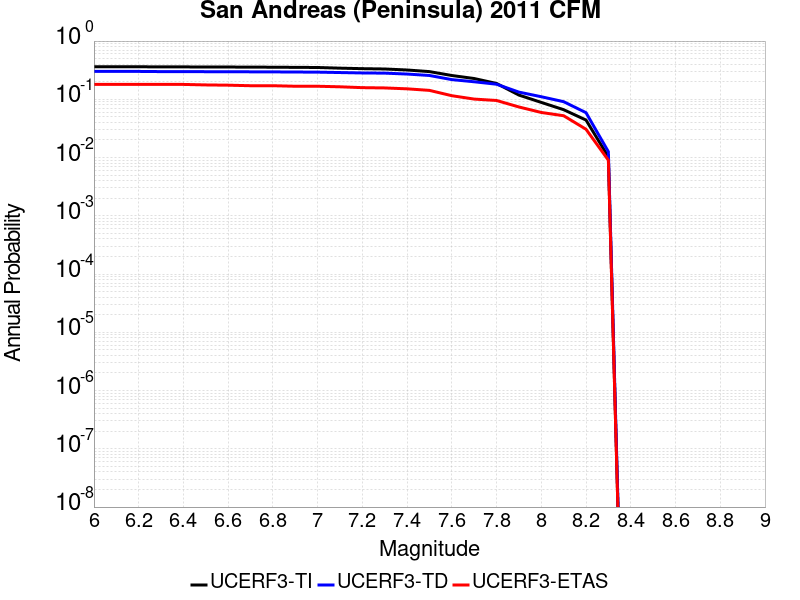 San Andreas (Peninsula) 2011 CFM
10^0
10^-1
10^-2
10^-3
10^-4
10^-5
10^-6
10^-7
10^-8
Annual Probability
6 6.2 6.4 6.6 6.8 7 7.2 7.4 7.6 7.8 8 8.2 8.4 8.6 8.8 9
Magnitude
UCERF3-TI UCERF3-TD UCERF3-ETAS